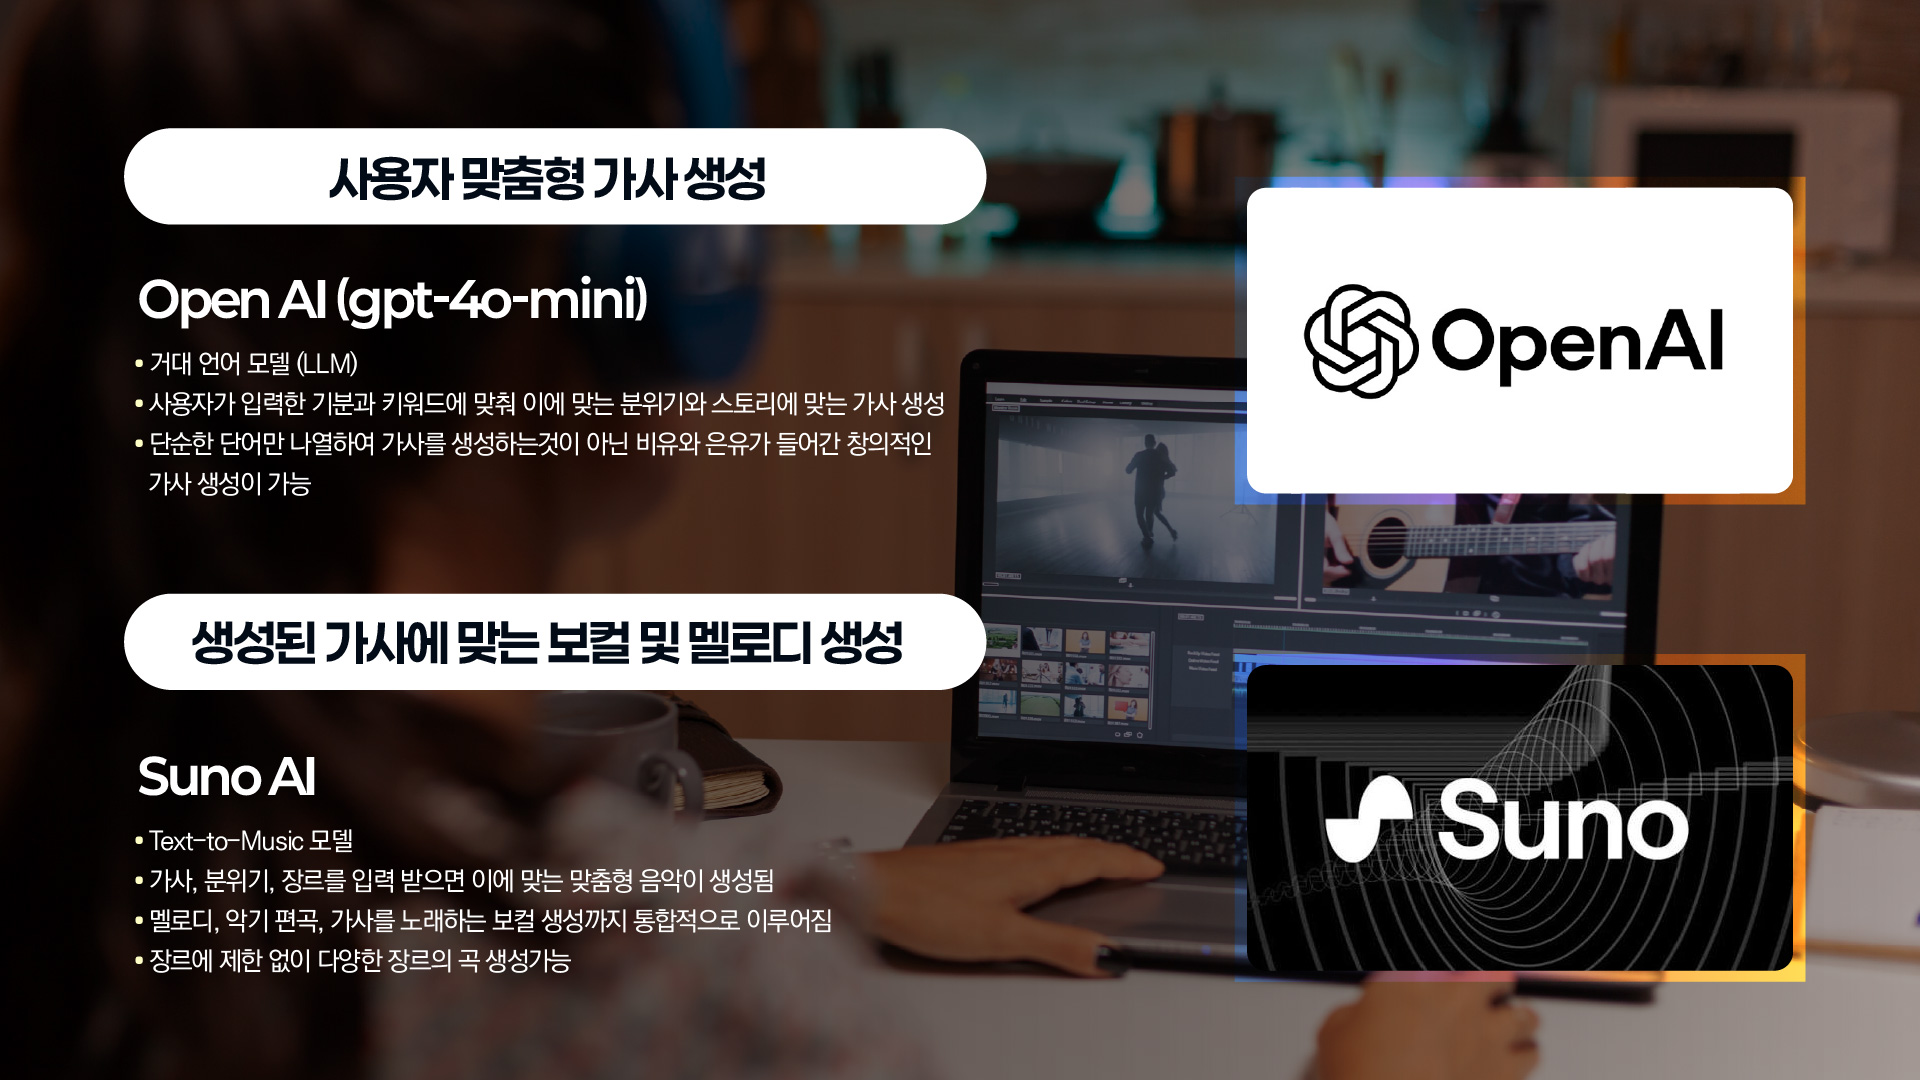 사용자 맞춤형 가사 생성
Open AI (gpt-4o-mini)
• 거대 언어 모델 (LLM)
• 사용자가 입력한 기분과 키워드에 맞춰 이에 맞는 분위기와 스토리에 맞는 가사 생성
• 단순한 단어만 나열하여 가사를 생성하는것이 아닌 비유와 은유가 들어간 창의적인
가사 생성이 가능
OpenAI
생성된 가사에 맞는 보컬 및 멜로디 생성
Suno AI
• Text-to-Music 모델
• 가사, 분위기, 장르를 입력 받으면 이에 맞는 맞춤형 음악이 생성됨
• 멜로디, 악기 편곡, 가사를 노래하는 보컬 생성까지 통합적으로 이루어짐
• 장르에 제한 없이 다양한 장르의 곡 생성가능
Suno